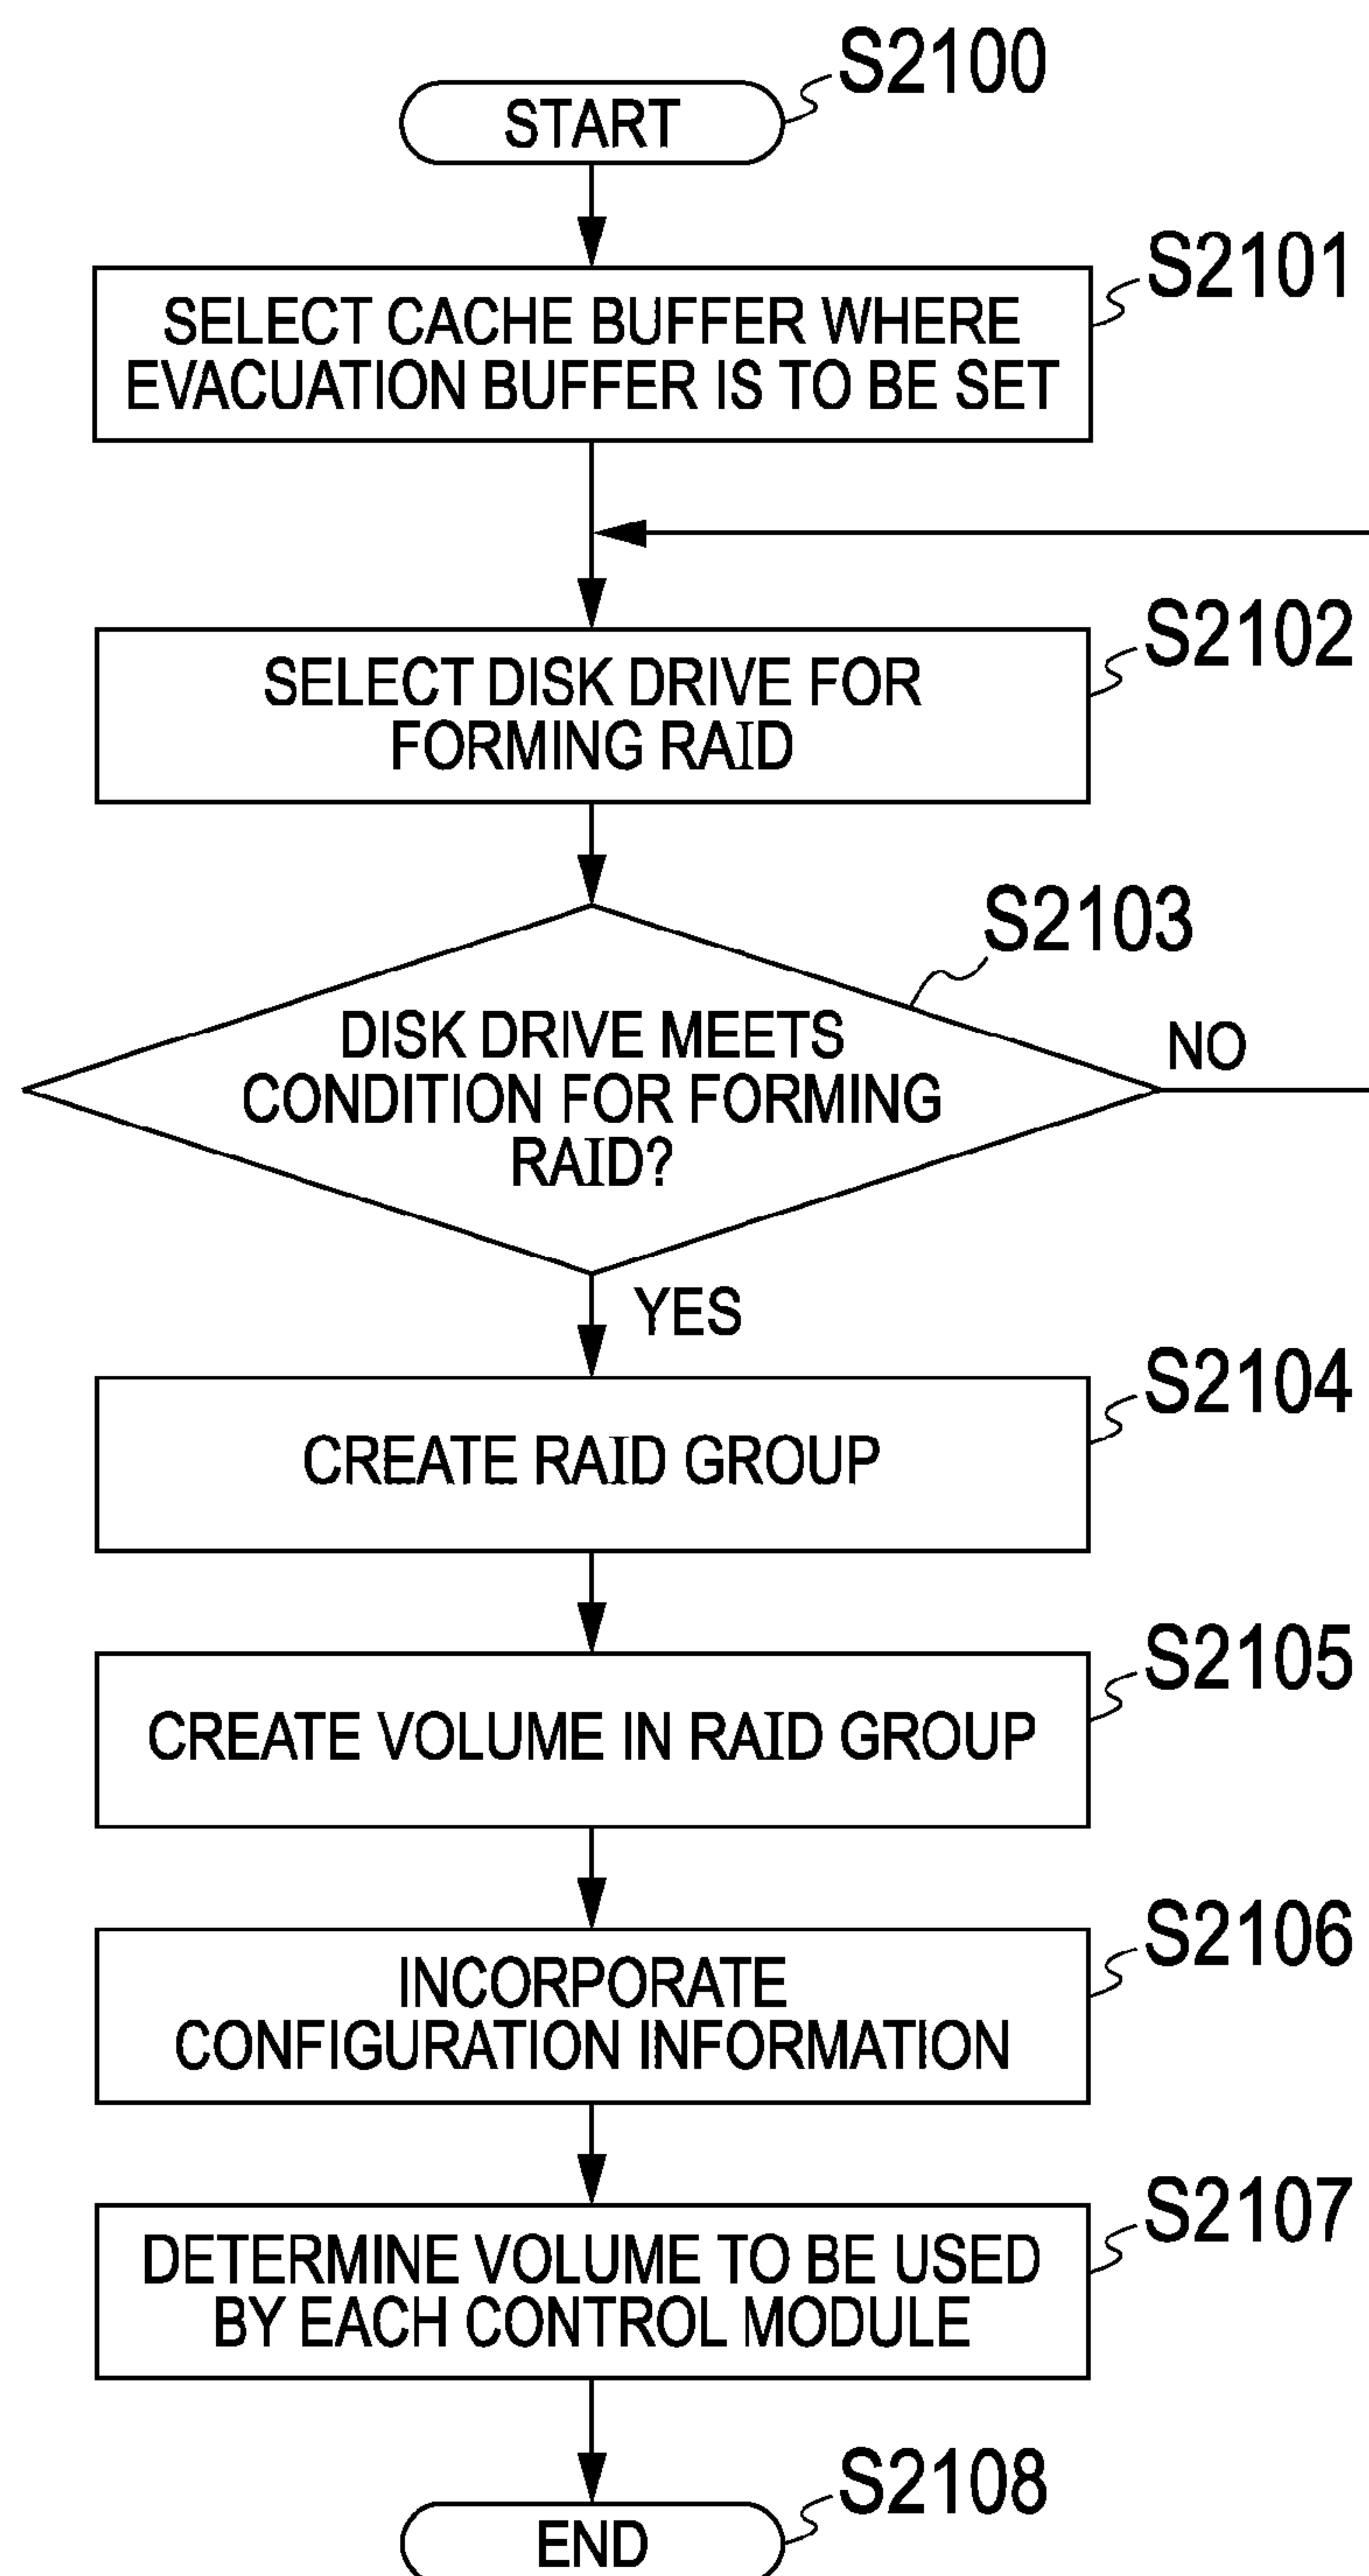 S2100
START
S2101
SELECT CACHE BUFFER WHERE
EVACUATION BUFFER IS TO BE SET
S2102
SELECT DISK DRIVE FOR
FORMING RAID
S2103
DISK DRIVE MEETS
CONDITION FOR FORMING
RAID?
NO
YES
S2104
CREATE RAID GROUP
S2105
CREATE VOLUME IN RAID GROUP
S2106
INCORPORATE
CONFIGURATION INFORMATION
S2107
DETERMINE VOLUME TO BE USED
BY EACH CONTROL MODULE
S2108
END